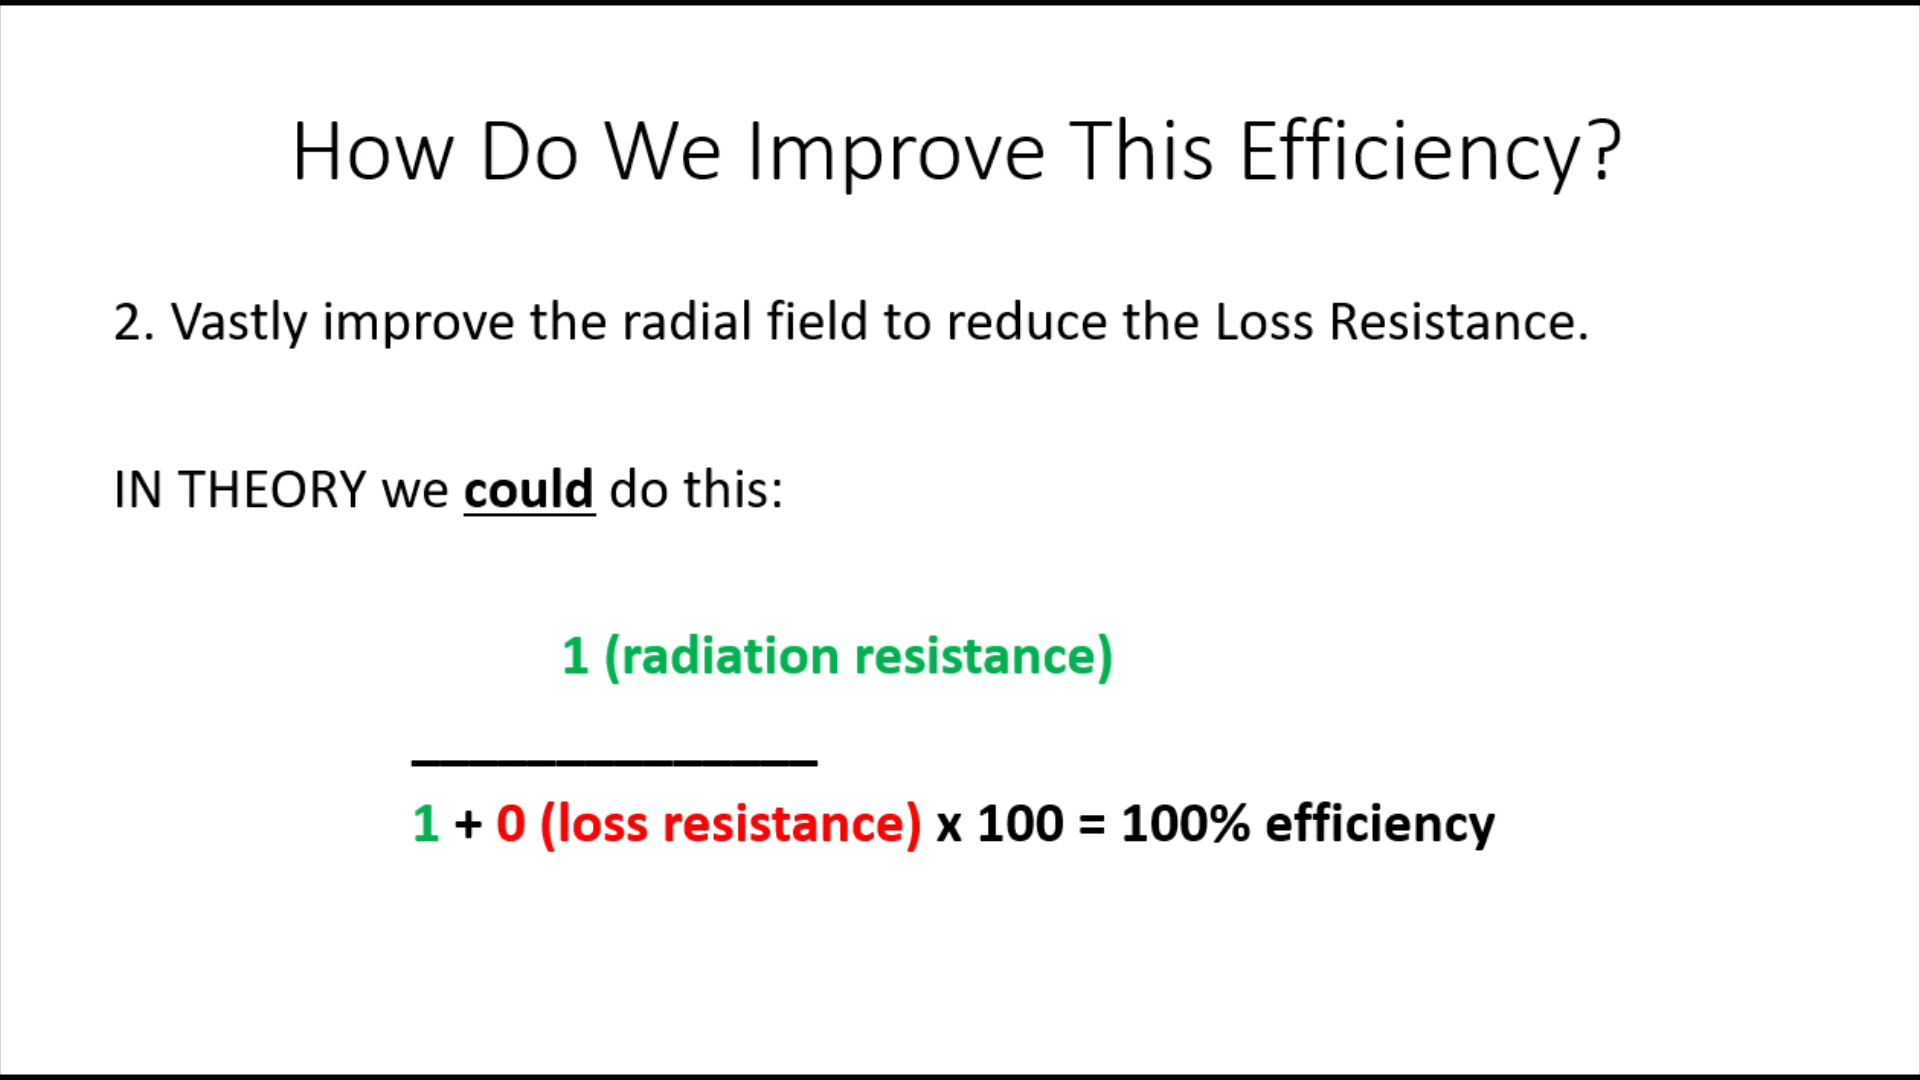 How Do We Improve This Efficiency?
2. Vastly improve the radial field to reduce the Loss Resistance.
IN THEORY we could do this:
1 (radiation resistance)
______________
1 + 0 (loss resistance) x 100 = 100% efficiency